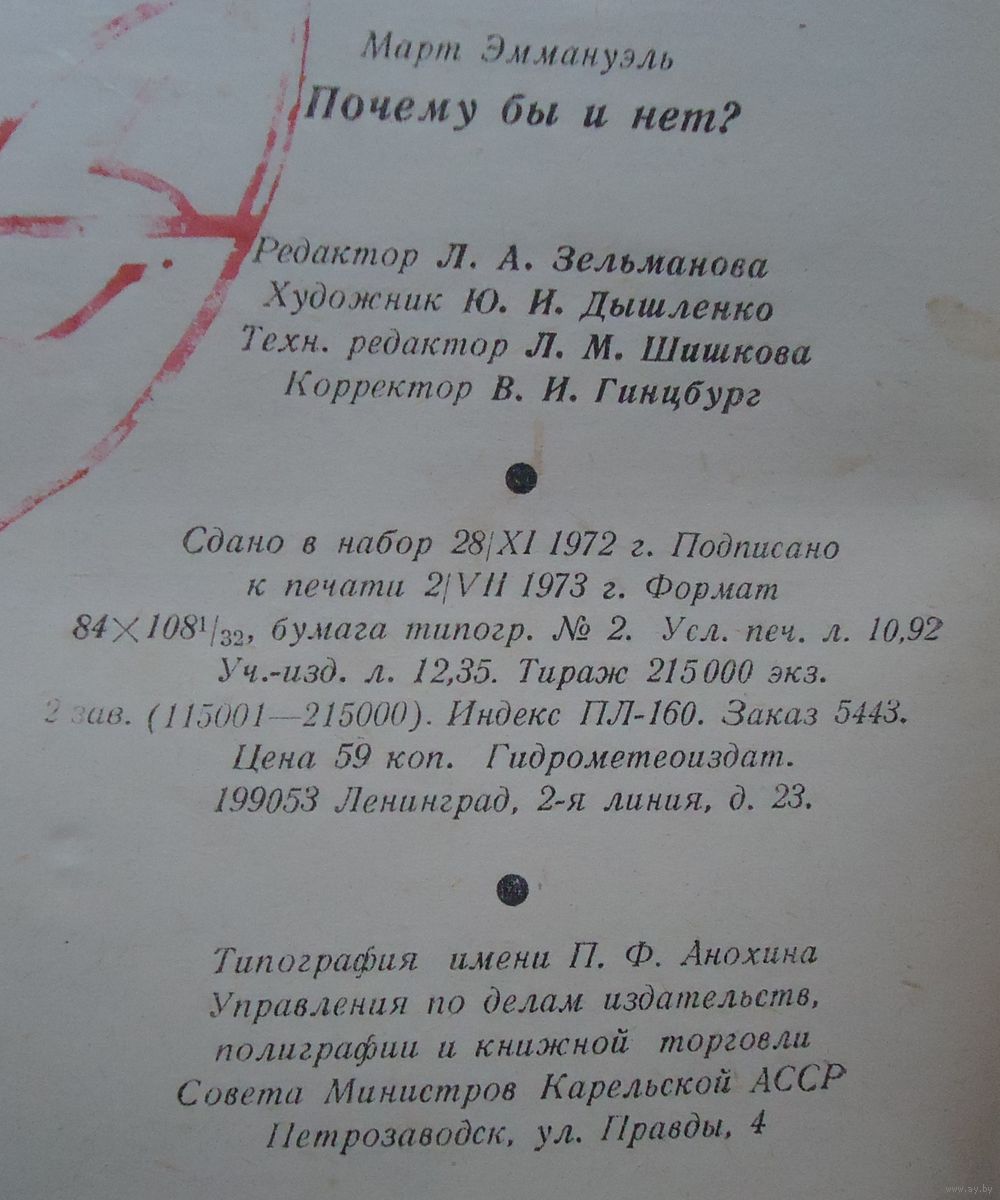 Март Эммануэль
Почему бы и нет?
Редактор Л. А. Зельманова
Художник Ю. И. Дышленко
Техн. редактор Л. М. Шишкова
Корректор В. И. Гинцбург
Сдано в набор 28/XI 1972 г. Подписано
к печати 2/VII 1973 г. Формат
84×108¹/₃₂, бумага типогр. № 2. Усл. печ. л. 10,92
Уч.-изд. л. 12,35. Тираж 215000 экз.
2 зав. (115001—215000). Индекс ПЛ-160. Заказ 5443.
Цена 59 коп. Гидрометеоиздат.
199053 Ленинград, 2-я линия, д. 23.
Типография имени П. Ф. Анохина
Управления по делам издательств,
полиграфии и книжной торговли
Совета Министров Карельской АССР
Петрозаводск, ул. Правды, 4
www.ay.by